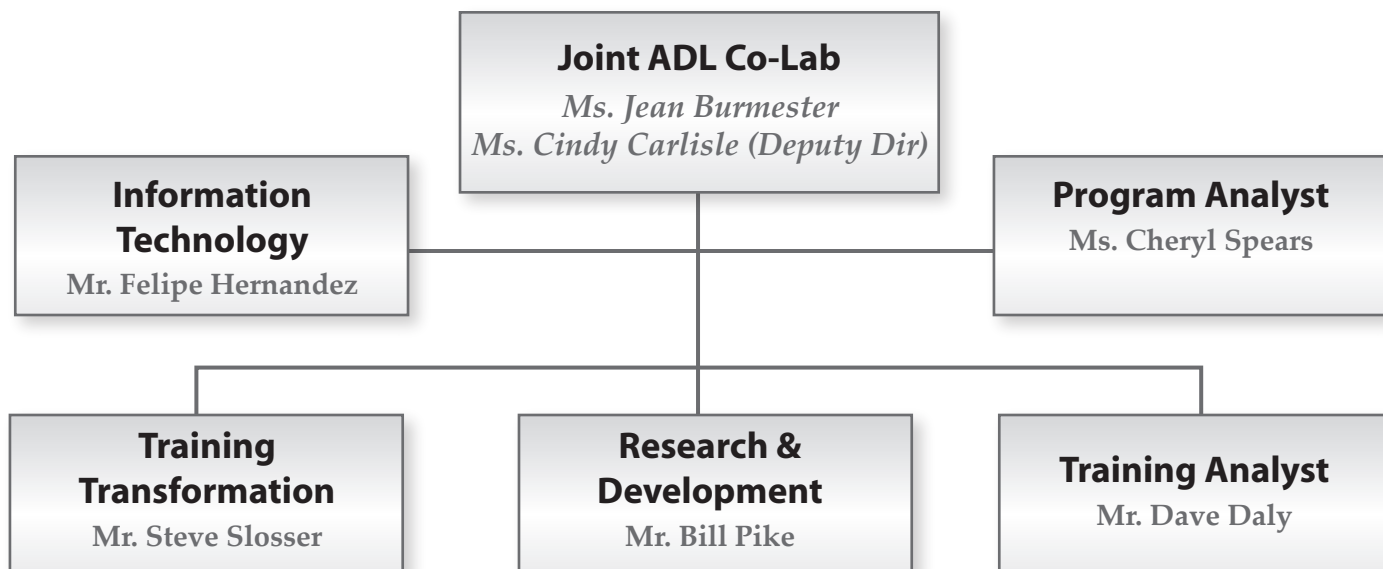 Joint ADL Co-Lab
Ms. Jean Burmester
Ms. Cindy Carlisle (Deputy Dir)
Information
Technology
Mr. Felipe Hernandez
Program Analyst
Ms. Cheryl Spears
Training
Transformation
Mr. Steve Slosser
Research &
Development
Mr. Bill Pike
Training Analyst
Mr. Dave Daly